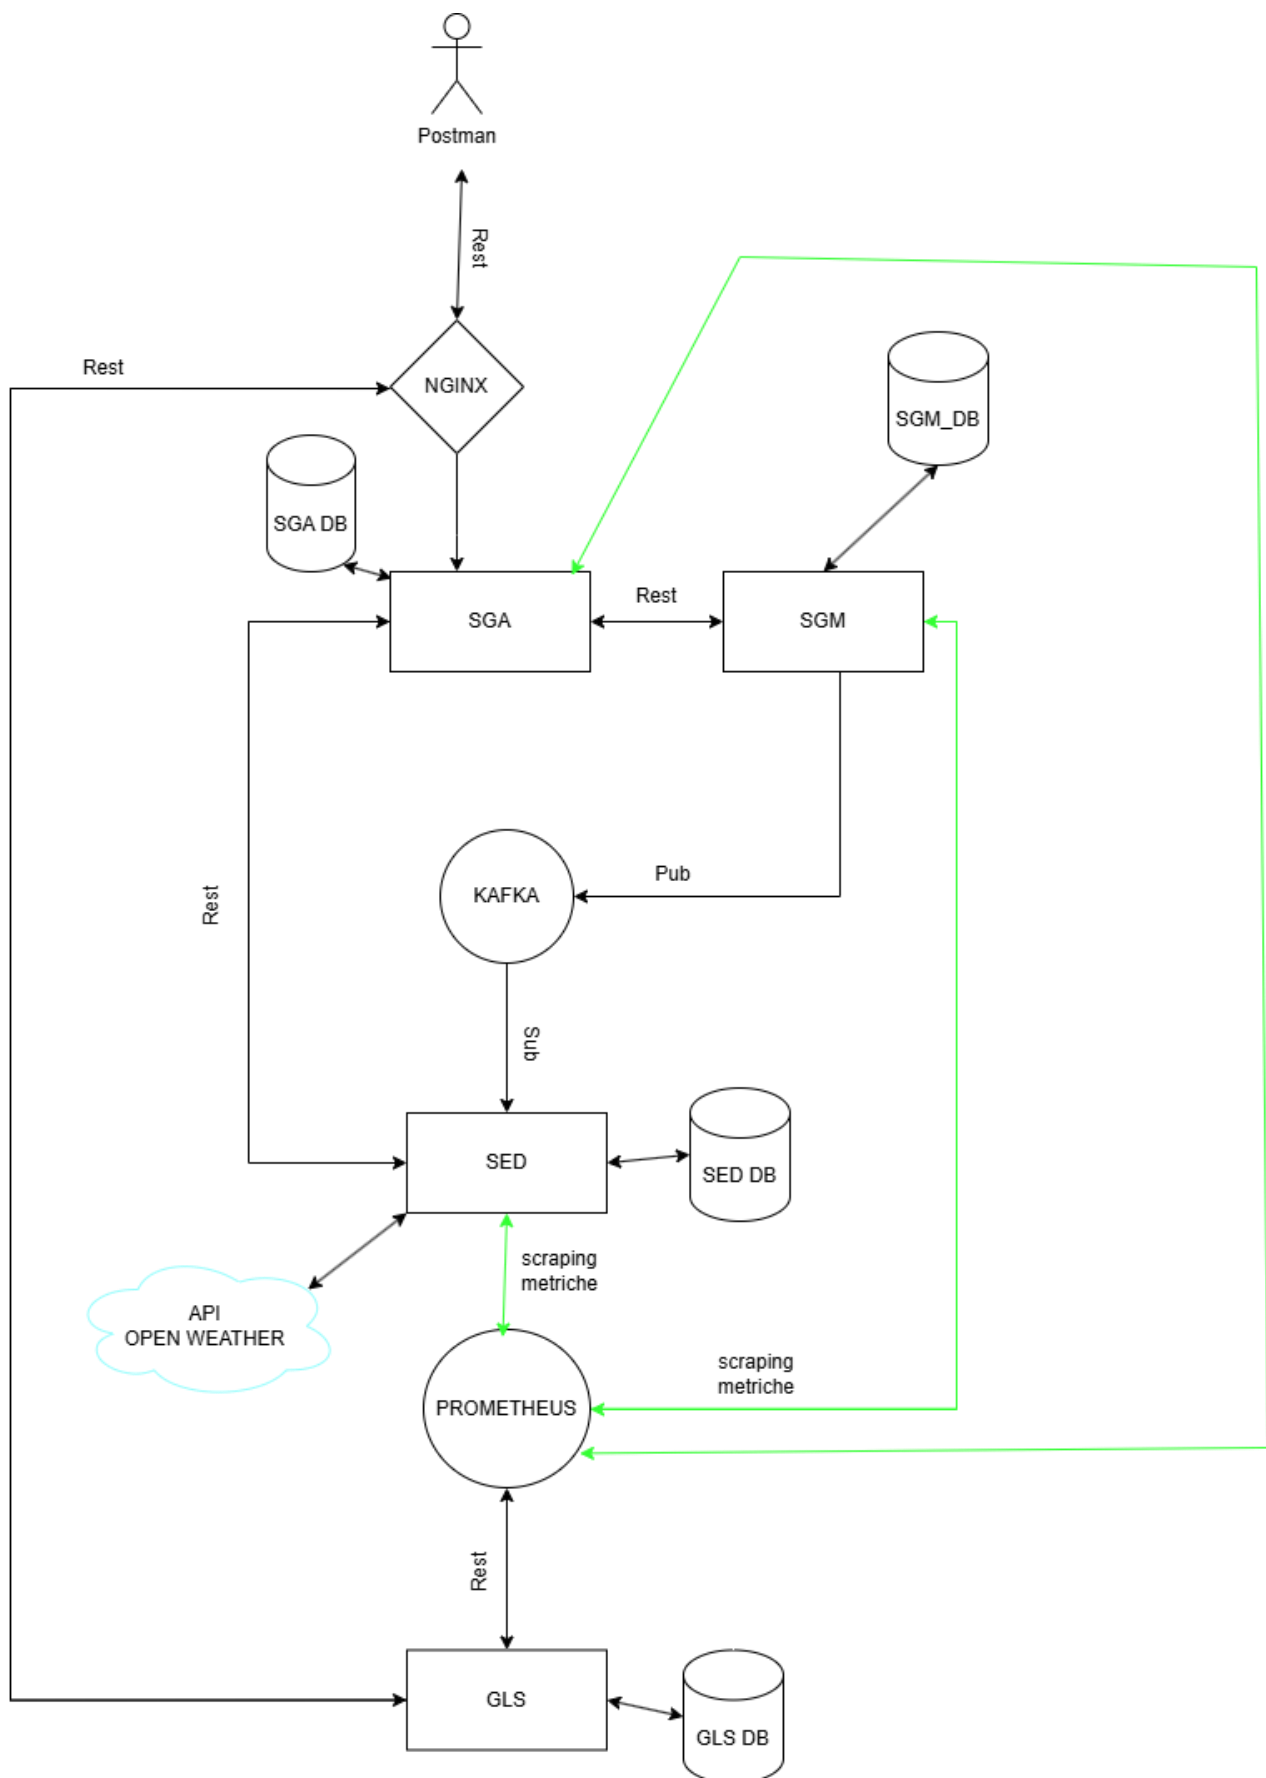 Postman
Rest
Rest
NGINX
SGM_DB
SGA DB
SGA
Rest
SGM
Rest
KAFKA
Pub
Sub
SED
SED DB
scraping
metriche
API
OPEN WEATHER
scraping
metriche
PROMETHEUS
Rest
GLS
GLS DB